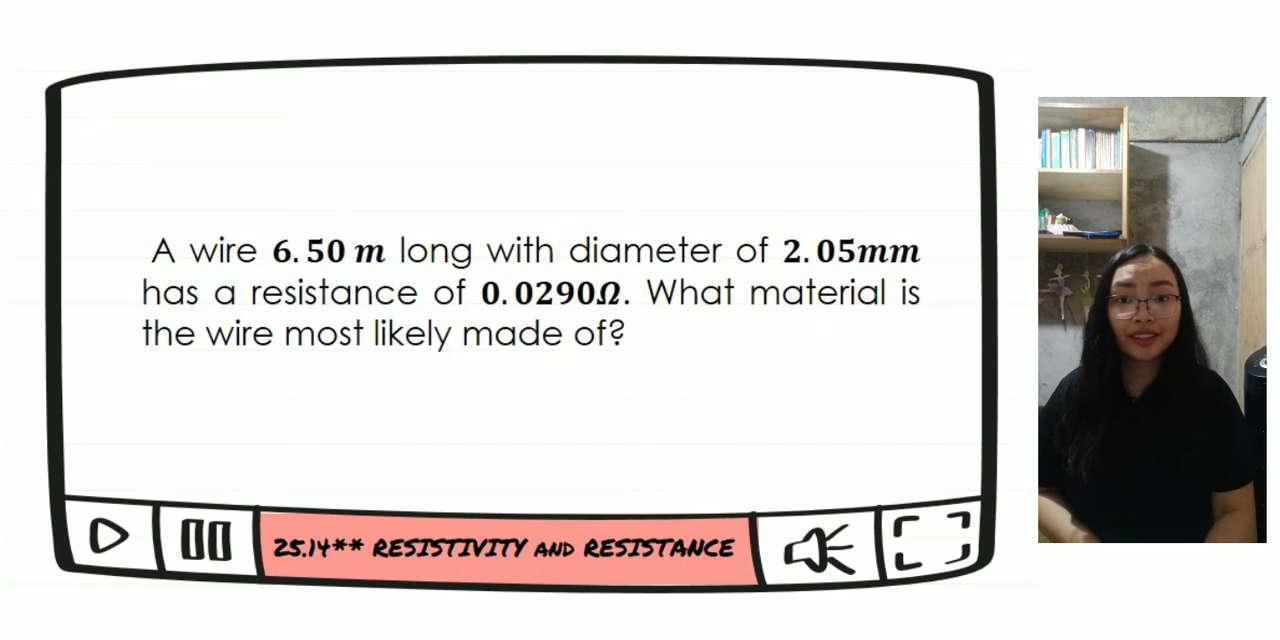 A wire 6.50 m long with diameter of 2.05mm
has a resistance of 0.0290Ω. What material is
the wire most likely made of?
25.14** RESISTIVITY AND RESISTANCE